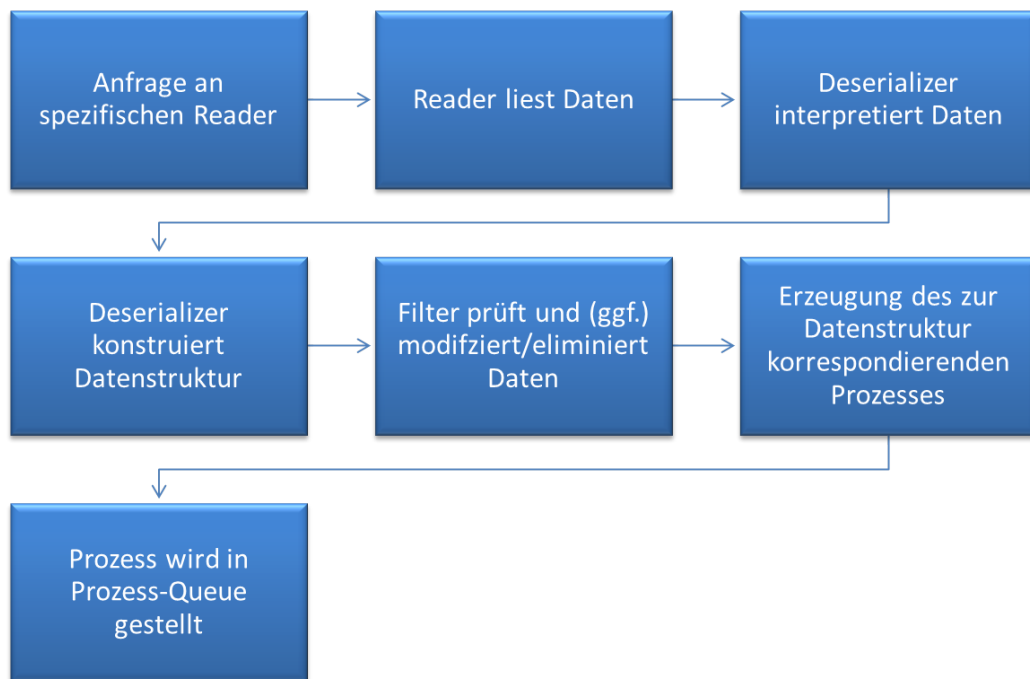 Anfrage an
spezifischen Reader
Reader liest Daten
Deserializer
interpretiert Daten
Deserializer
konstruiert
Datenstruktur
Filter prüft und (ggf.)
modifziert/eliminiert
Daten
Erzeugung des zur
Datenstruktur
korrespondierenden
Prozesses
Prozess wird in
Prozess-Queue
gestellt